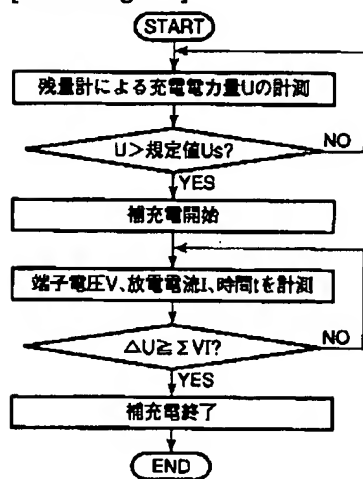 START
残量計による充電電力量Uの計測
U>規定値Us?
NO
YES
補充電開始
端子電圧V、放電電流I、時間tを計測
ΔU≧ΣVI?
NO
YES
補充電終了
END